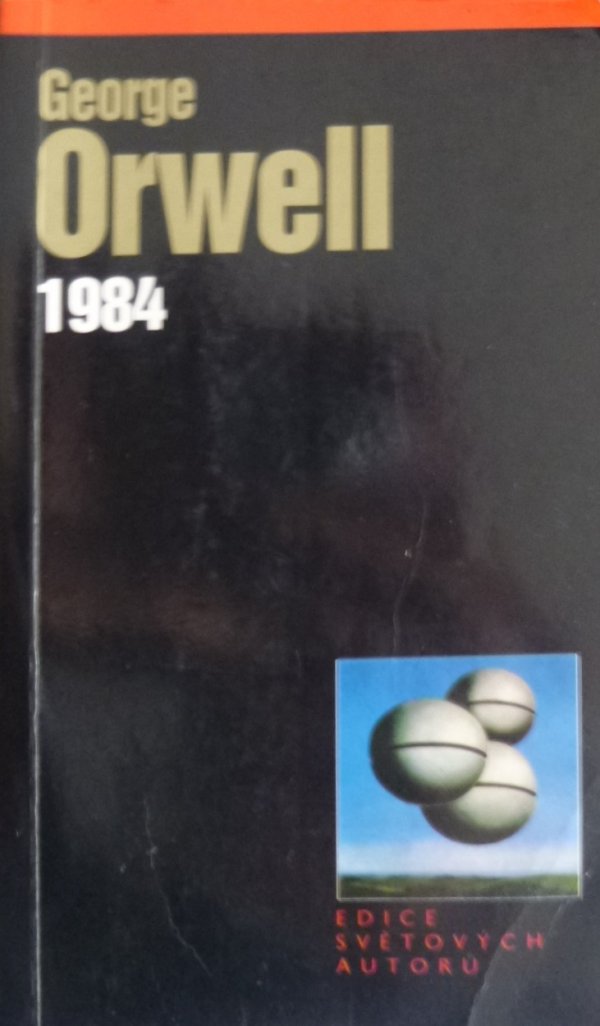 George
Orwell
1984
EDICE
SVĚTOVÝCH
AUTORŮ